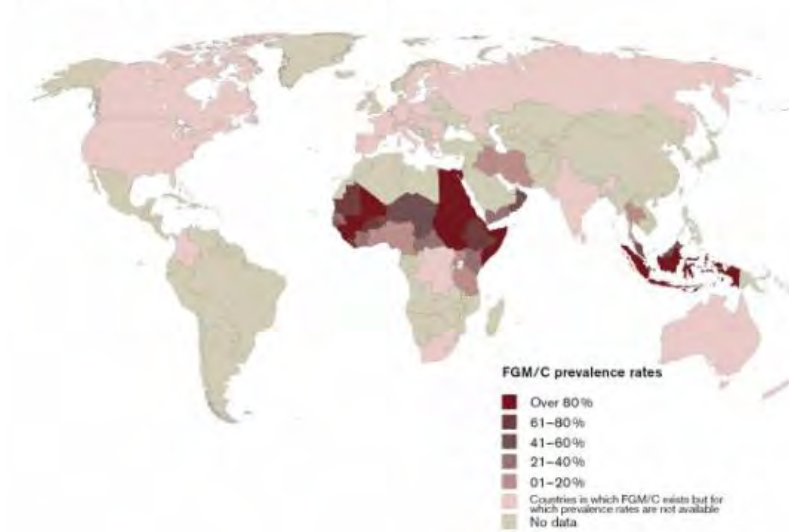 FGM/C prevalence rates
Over 80%
61–80%
41–60%
21–40%
01–20%
Countries in which FGM/C exists but for
which prevalence rates are not available
No data